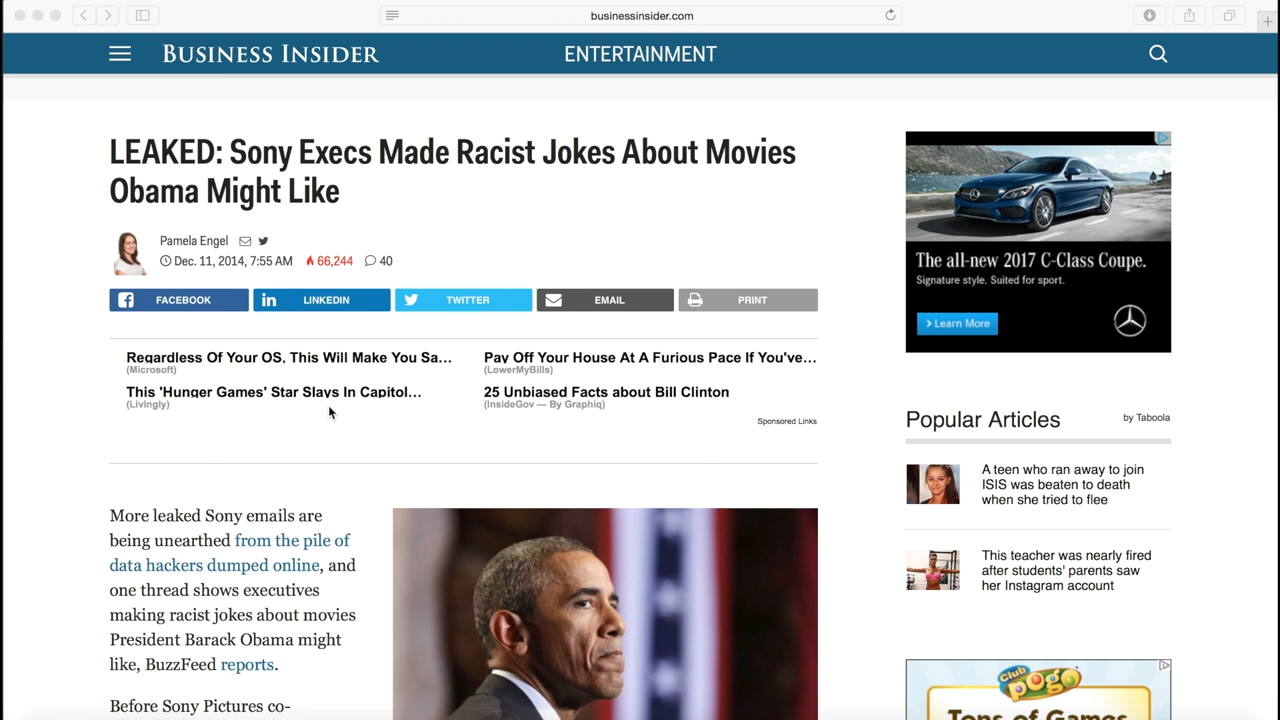 businessinsider.com
BUSINESS INSIDER
ENTERTAINMENT
LEAKED: Sony Execs Made Racist Jokes About Movies
Obama Might Like
Pamela Engel
Dec. 11, 2014, 7:55 AM 66,244 40
FACEBOOK LINKEDIN TWITTER EMAIL PRINT
Regardless Of Your OS, This Will Make You Sa...
(Microsoft)
Pay Off Your House At A Furious Pace If You've...
(LowerMyBills)
This 'Hunger Games' Star Slays In Capitol...
(Livingly)
25 Unbiased Facts about Bill Clinton
(InsideGov — By Graphiq)
Sponsored Links
More leaked Sony emails are
being unearthed from the pile of
data hackers dumped online, and
one thread shows executives
making racist jokes about movies
President Barack Obama might
like, BuzzFeed reports.
Before Sony Pictures co-
The all-new 2017 C-Class Coupe.
Signature style. Suited for sport.
> Learn More
Popular Articles
by Taboola
A teen who ran away to join
ISIS was beaten to death
when she tried to flee
This teacher was nearly fired
after students' parents saw
her Instagram account
Club
pogo
Tons of Games